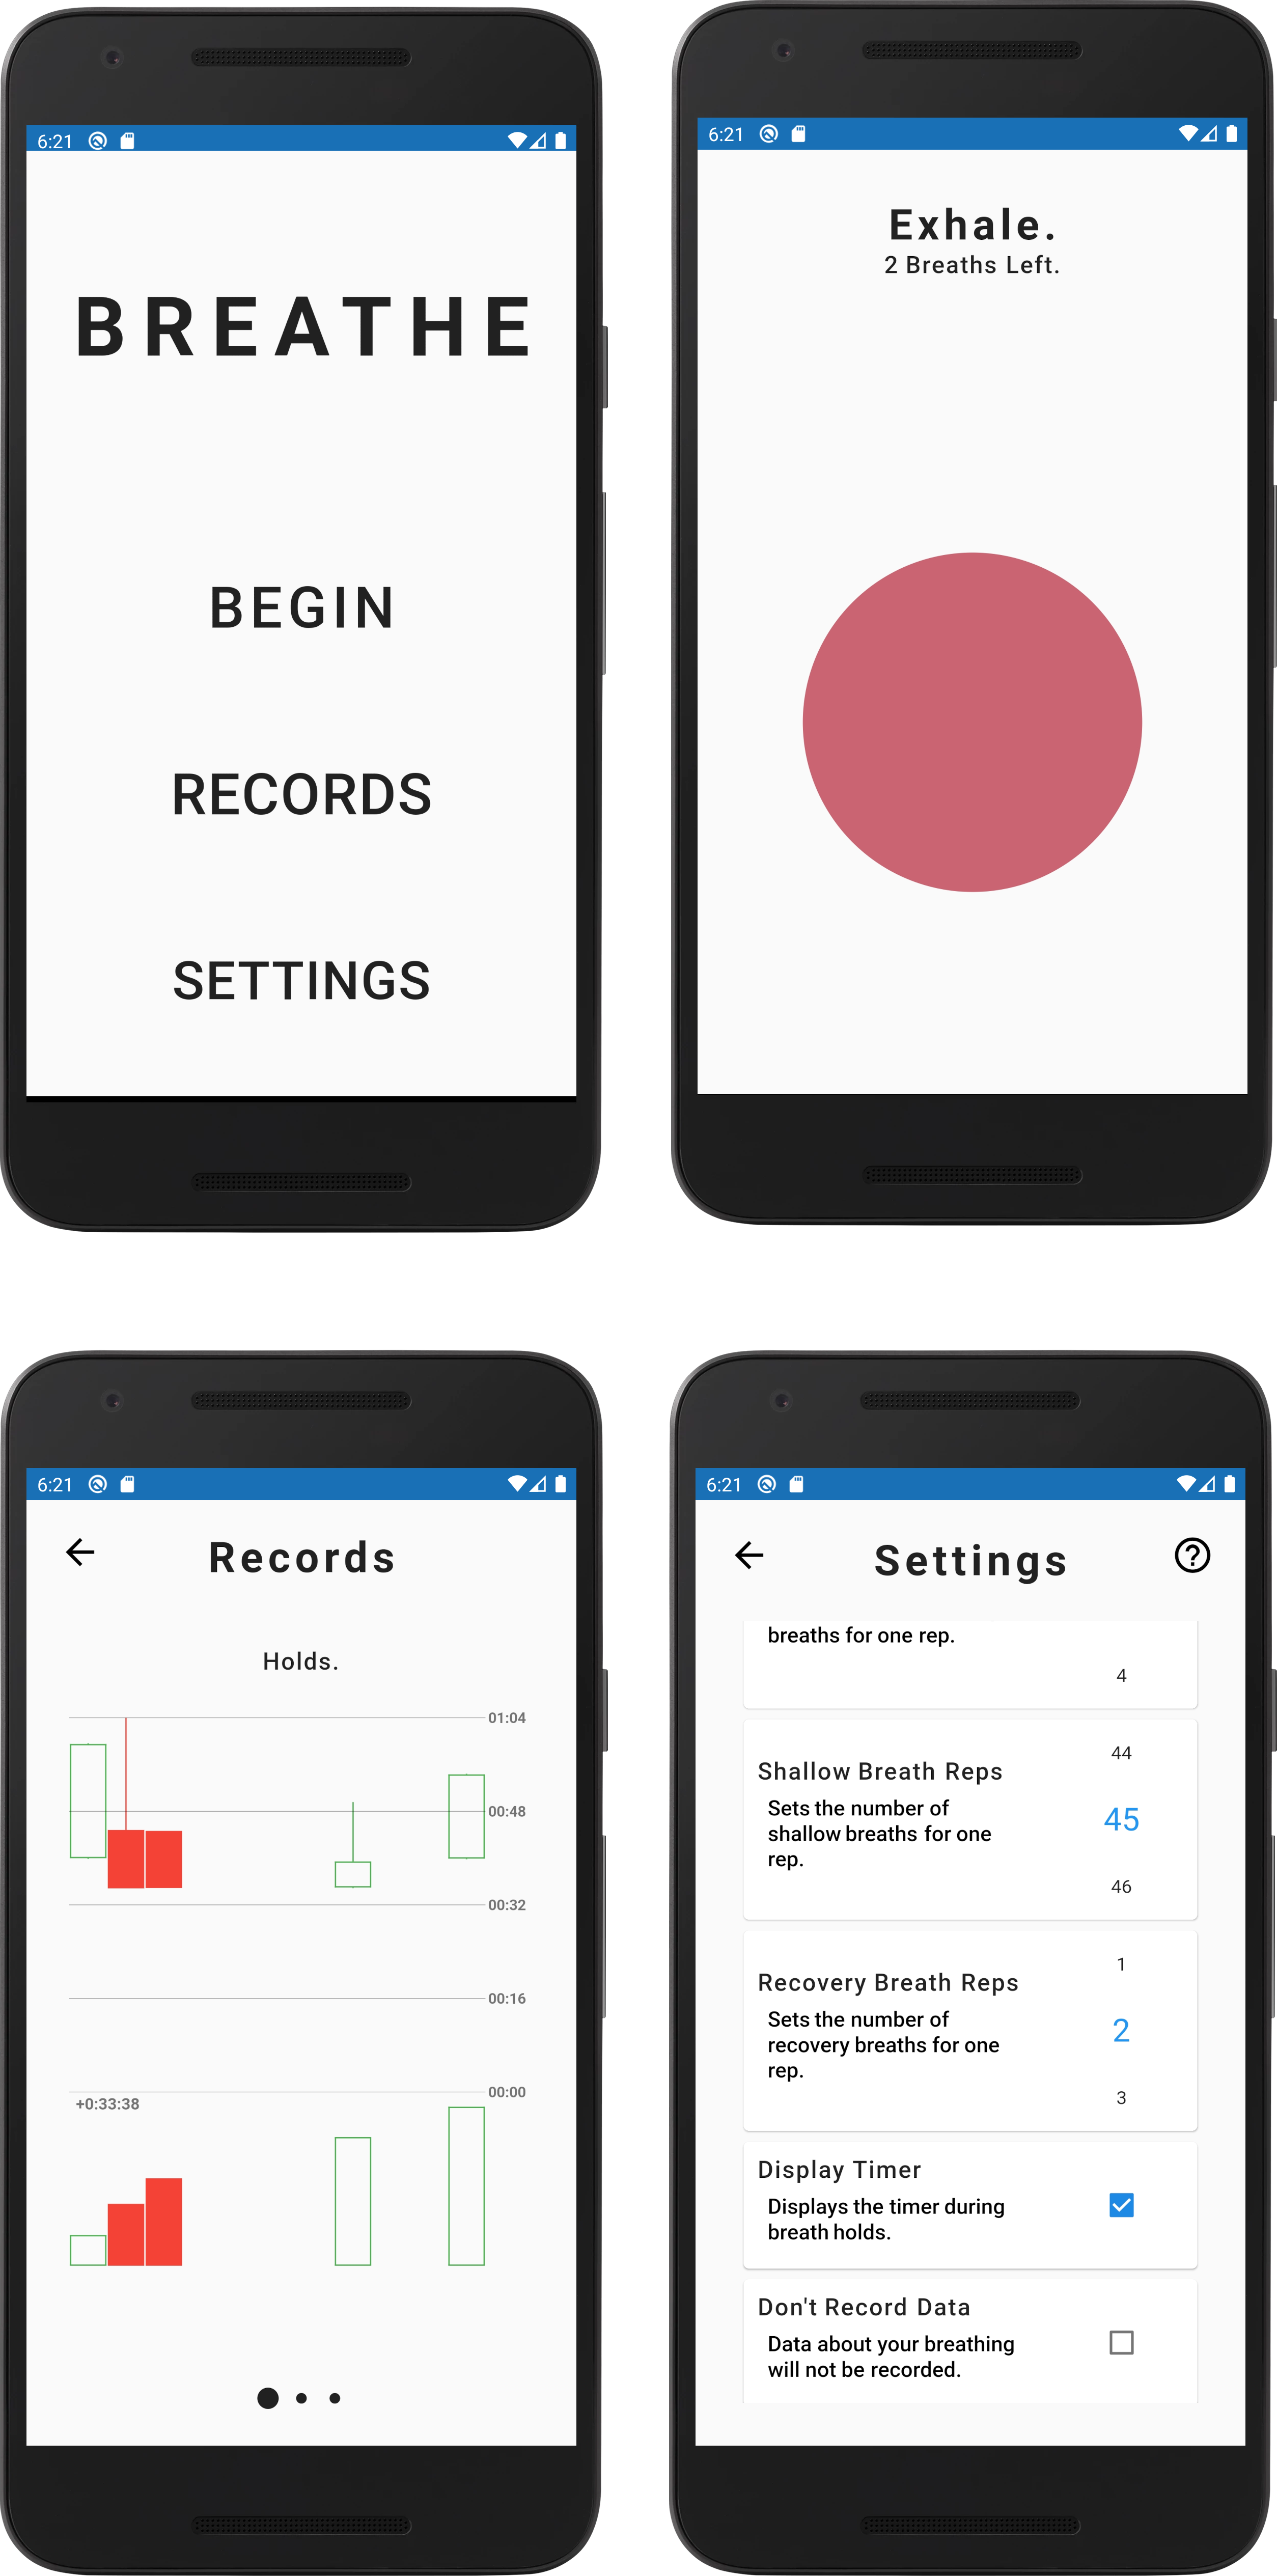 6:21
BREATHE
BEGIN
RECORDS
SETTINGS
6:21
Exhale.
2 Breaths Left.
6:21
Records
Holds.
01:04
00:48
00:32
00:16
00:00
+0:33:38
6:21
Settings
breaths for one rep.
4
44
Shallow Breath Reps
Sets the number of
shallow breaths for one
rep.
45
46
1
Recovery Breath Reps
Sets the number of
recovery breaths for one
rep.
2
3
Display Timer
Displays the timer during
breath holds.
Don't Record Data
Data about your breathing
will not be recorded.